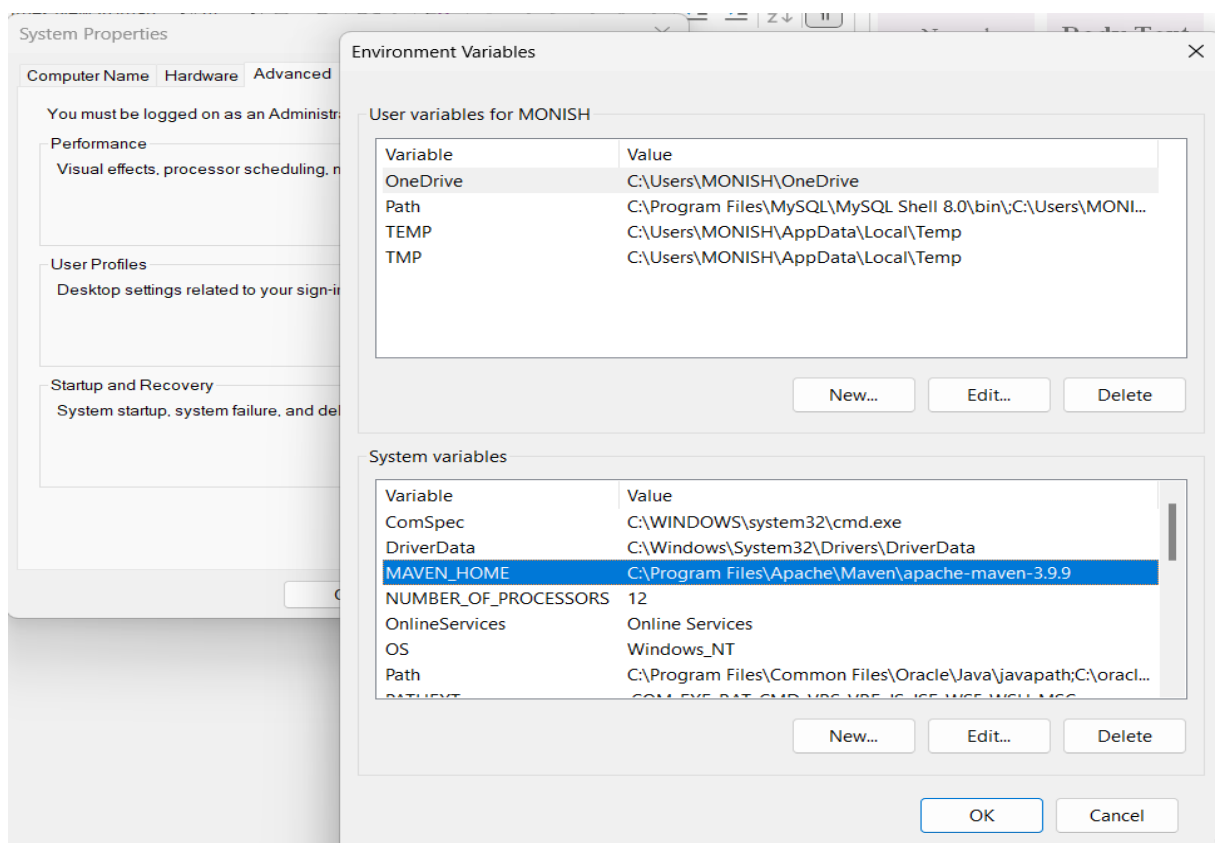 System Properties
Computer Name Hardware Advanced
You must be logged on as an Administr
Performance
Visual effects, processor scheduling,
User Profiles
Desktop settings related to your
Startup and Recovery
System startup, system failure, and
Environment Variables
User variables for MONISH
Variable Value
OneDrive C:\Users\MONISH\OneDrive
Path C:\Program Files\MySQL\MySQL Shell 8.0\bin\;C:\Users\MONI...
TEMP C:\Users\MONISH\AppData\Local\Temp
TMP C:\Users\MONISH\AppData\Local\Temp
New... Edit... Delete
System variables
Variable Value
ComSpec C:\WINDOWS\system32\cmd.exe
DriverData C:\Windows\System32\Drivers\DriverData
MAVEN_HOME C:\Program Files\Apache\Maven\apache-maven-3.9.9
NUMBER_OF_PROCESSORS 12
OnlineServices Online Services
OS Windows_NT
Path C:\Program Files\Common Files\Oracle\Java\javapath;C:\oracl...
New... Edit... Delete
OK Cancel